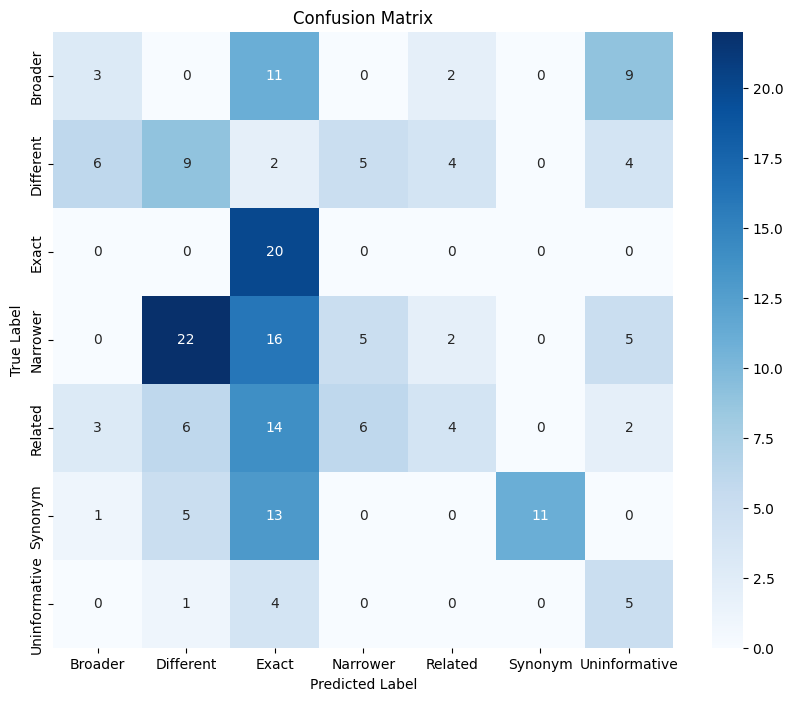 Confusion Matrix
True Label
Broader 3 0 11 0 2 0 9
Different 6 9 2 5 4 0 4
Exact 0 0 20 0 0 0 0
Narrower 0 22 16 5 2 0 5
Related 3 6 14 6 4 0 2
Synonym 1 5 13 0 0 11 0
Uninformative 0 1 4 0 0 0 5
Broader Different Exact Narrower Related Synonym Uninformative
Predicted Label
20.0
17.5
15.0
12.5
10.0
7.5
5.0
2.5
0.0